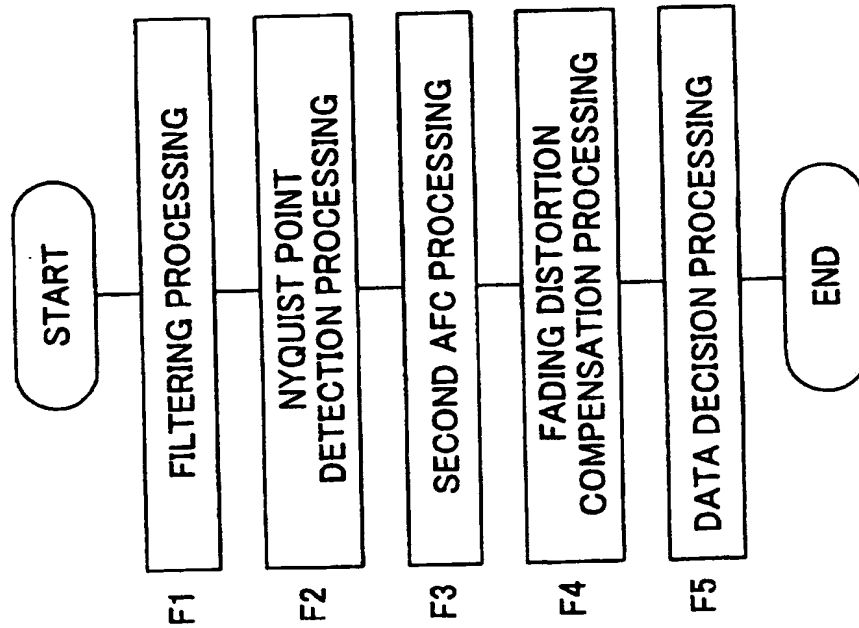 START
F1
FILTERING PROCESSING
F2
NYQUIST POINT
DETECTION PROCESSING
F3
SECOND AFC PROCESSING
F4
FADING DISTORTION
COMPENSATION PROCESSING
F5
DATA DECISION PROCESSING
END